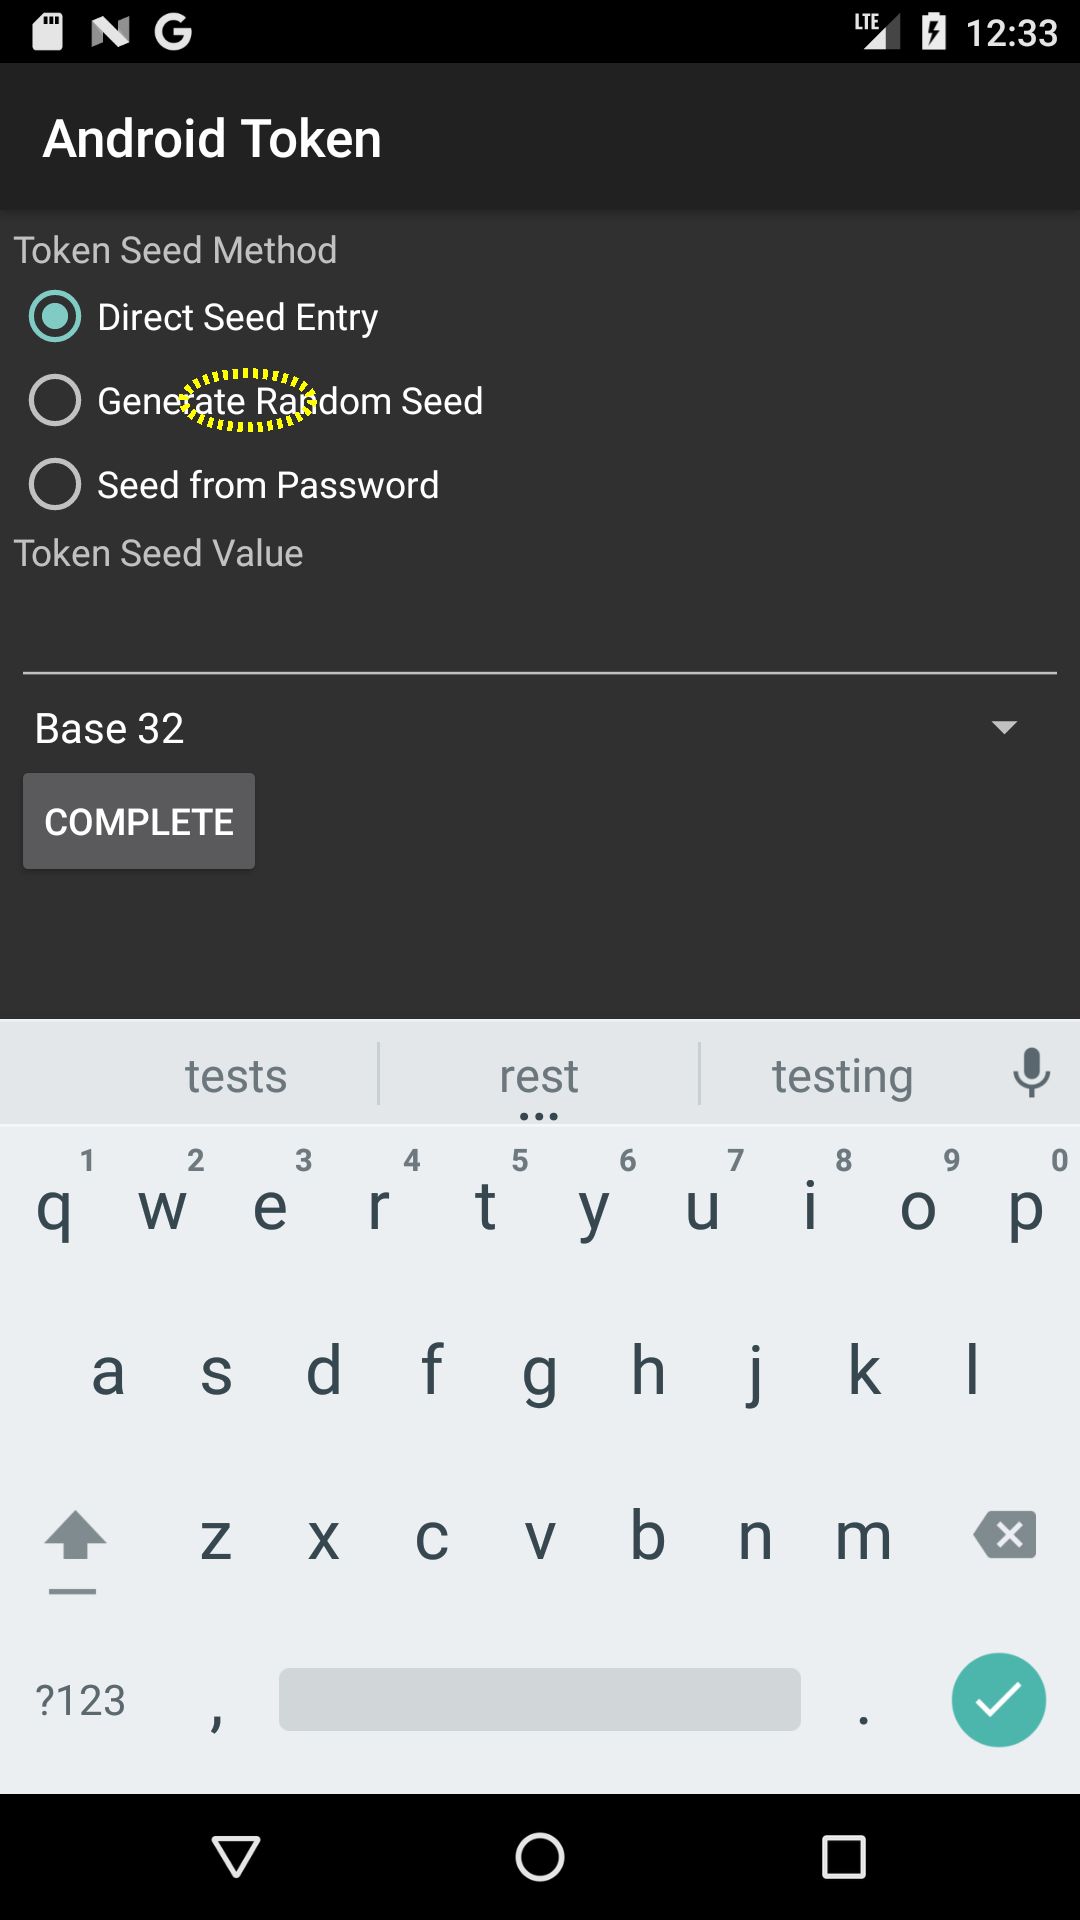 LTE 12:33
Android Token
Token Seed Method
Direct Seed Entry
Generate Random Seed
Seed from Password
Token Seed Value
Base 32
COMPLETE
tests rest testing
1 2 3 4 5 6 7 8 9 0
q w e r t y u i o p
a s d f g h j k l
z x c v b n m
?123 , .